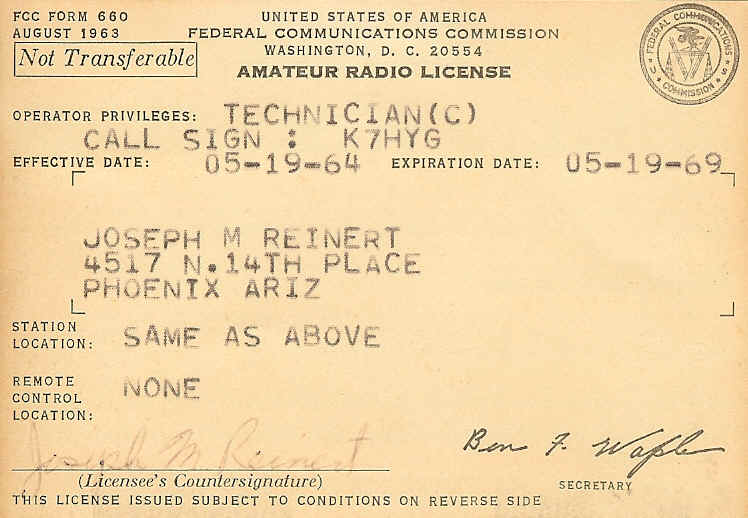 FCC FORM 660
AUGUST 1963
Not Transferable
UNITED STATES OF AMERICA
FEDERAL COMMUNICATIONS COMMISSION
WASHINGTON, D. C. 20554
AMATEUR RADIO LICENSE
FEDERAL COMMUNICATIONS COMMISSION U S
OPERATOR PRIVILEGES: TECHNICIAN(C)
CALL SIGN : K7HYG
EFFECTIVE DATE: 05-19-64 EXPIRATION DATE: 05-19-69
JOSEPH M REINERT
4517 N.14TH PLACE
PHOENIX ARIZ
STATION
LOCATION: SAME AS ABOVE
REMOTE
CONTROL
LOCATION: NONE
Joseph M. Reinert
(Licensee's Countersignature)
Ben F. Waple
SECRETARY
THIS LICENSE ISSUED SUBJECT TO CONDITIONS ON REVERSE SIDE